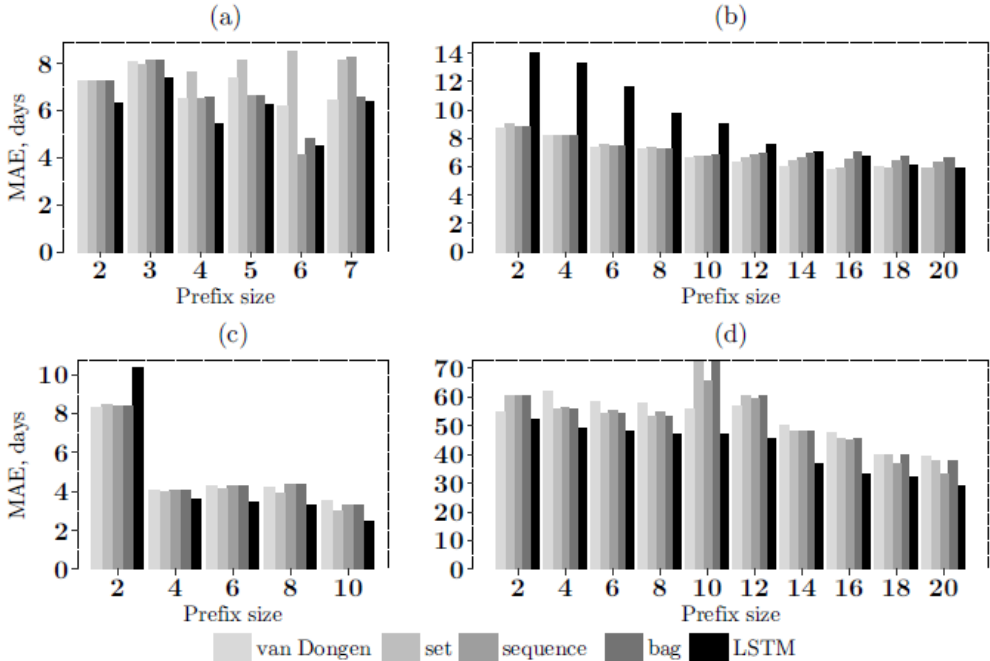 (a)
8
6
4
2
0
MAE, days
2 3 4 5 6 7
Prefix size
(b)
14
12
10
8
6
4
2
0
2 4 6 8 10 12 14 16 18 20
Prefix size
(c)
10
8
6
4
2
0
MAE, days
2 4 6 8 10
Prefix size
(d)
70
60
50
40
30
20
10
0
2 4 6 8 10 12 14 16 18 20
Prefix size
van Dongen set sequence bag LSTM